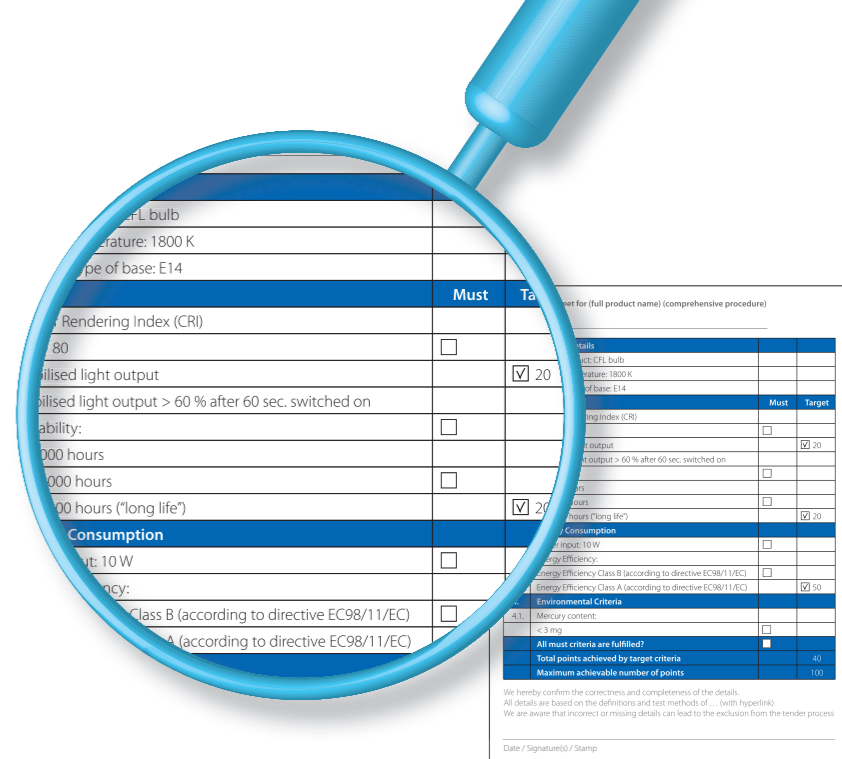 CFL bulb
erature: 1800 K
ype of base: E14
Must Ta
Rendering Index (CRI)
80
ilised light output
20
ilised light output > 60 % after 60 sec. switched on
ability:
000 hours
000 hours
00 hours (“long life”)
20
Consumption
ut: 10 W
ncy:
Class B (according to directive EC98/11/EC)
A (according to directive EC98/11/EC)
eet for (full product name) (comprehensive procedure)
etails
uct: CFL bulb
erature: 1800 K
of base: E14
Must Target
ing Index (CRI)
t output 20
t output > 60 % after 60 sec. switched on
rs
ours
hours (“long life”) 20
y Consumption
er input: 10 W
ergy Efficiency:
Energy Efficiency Class B (according to directive EC98/11/EC)
Energy Efficiency Class A (according to directive EC98/11/EC) 50
Environmental Criteria
4.1. Mercury content:
< 3 mg
All must criteria are fulfilled?
Total points achieved by target criteria 40
Maximum achievable number of points 100
We hereby confirm the correctness and completeness of the details.
All details are based on the definitions and test methods of … (with hyperlink)
We are aware that incorrect or missing details can lead to the exclusion from the tender process
Date / Signature(s) / Stamp